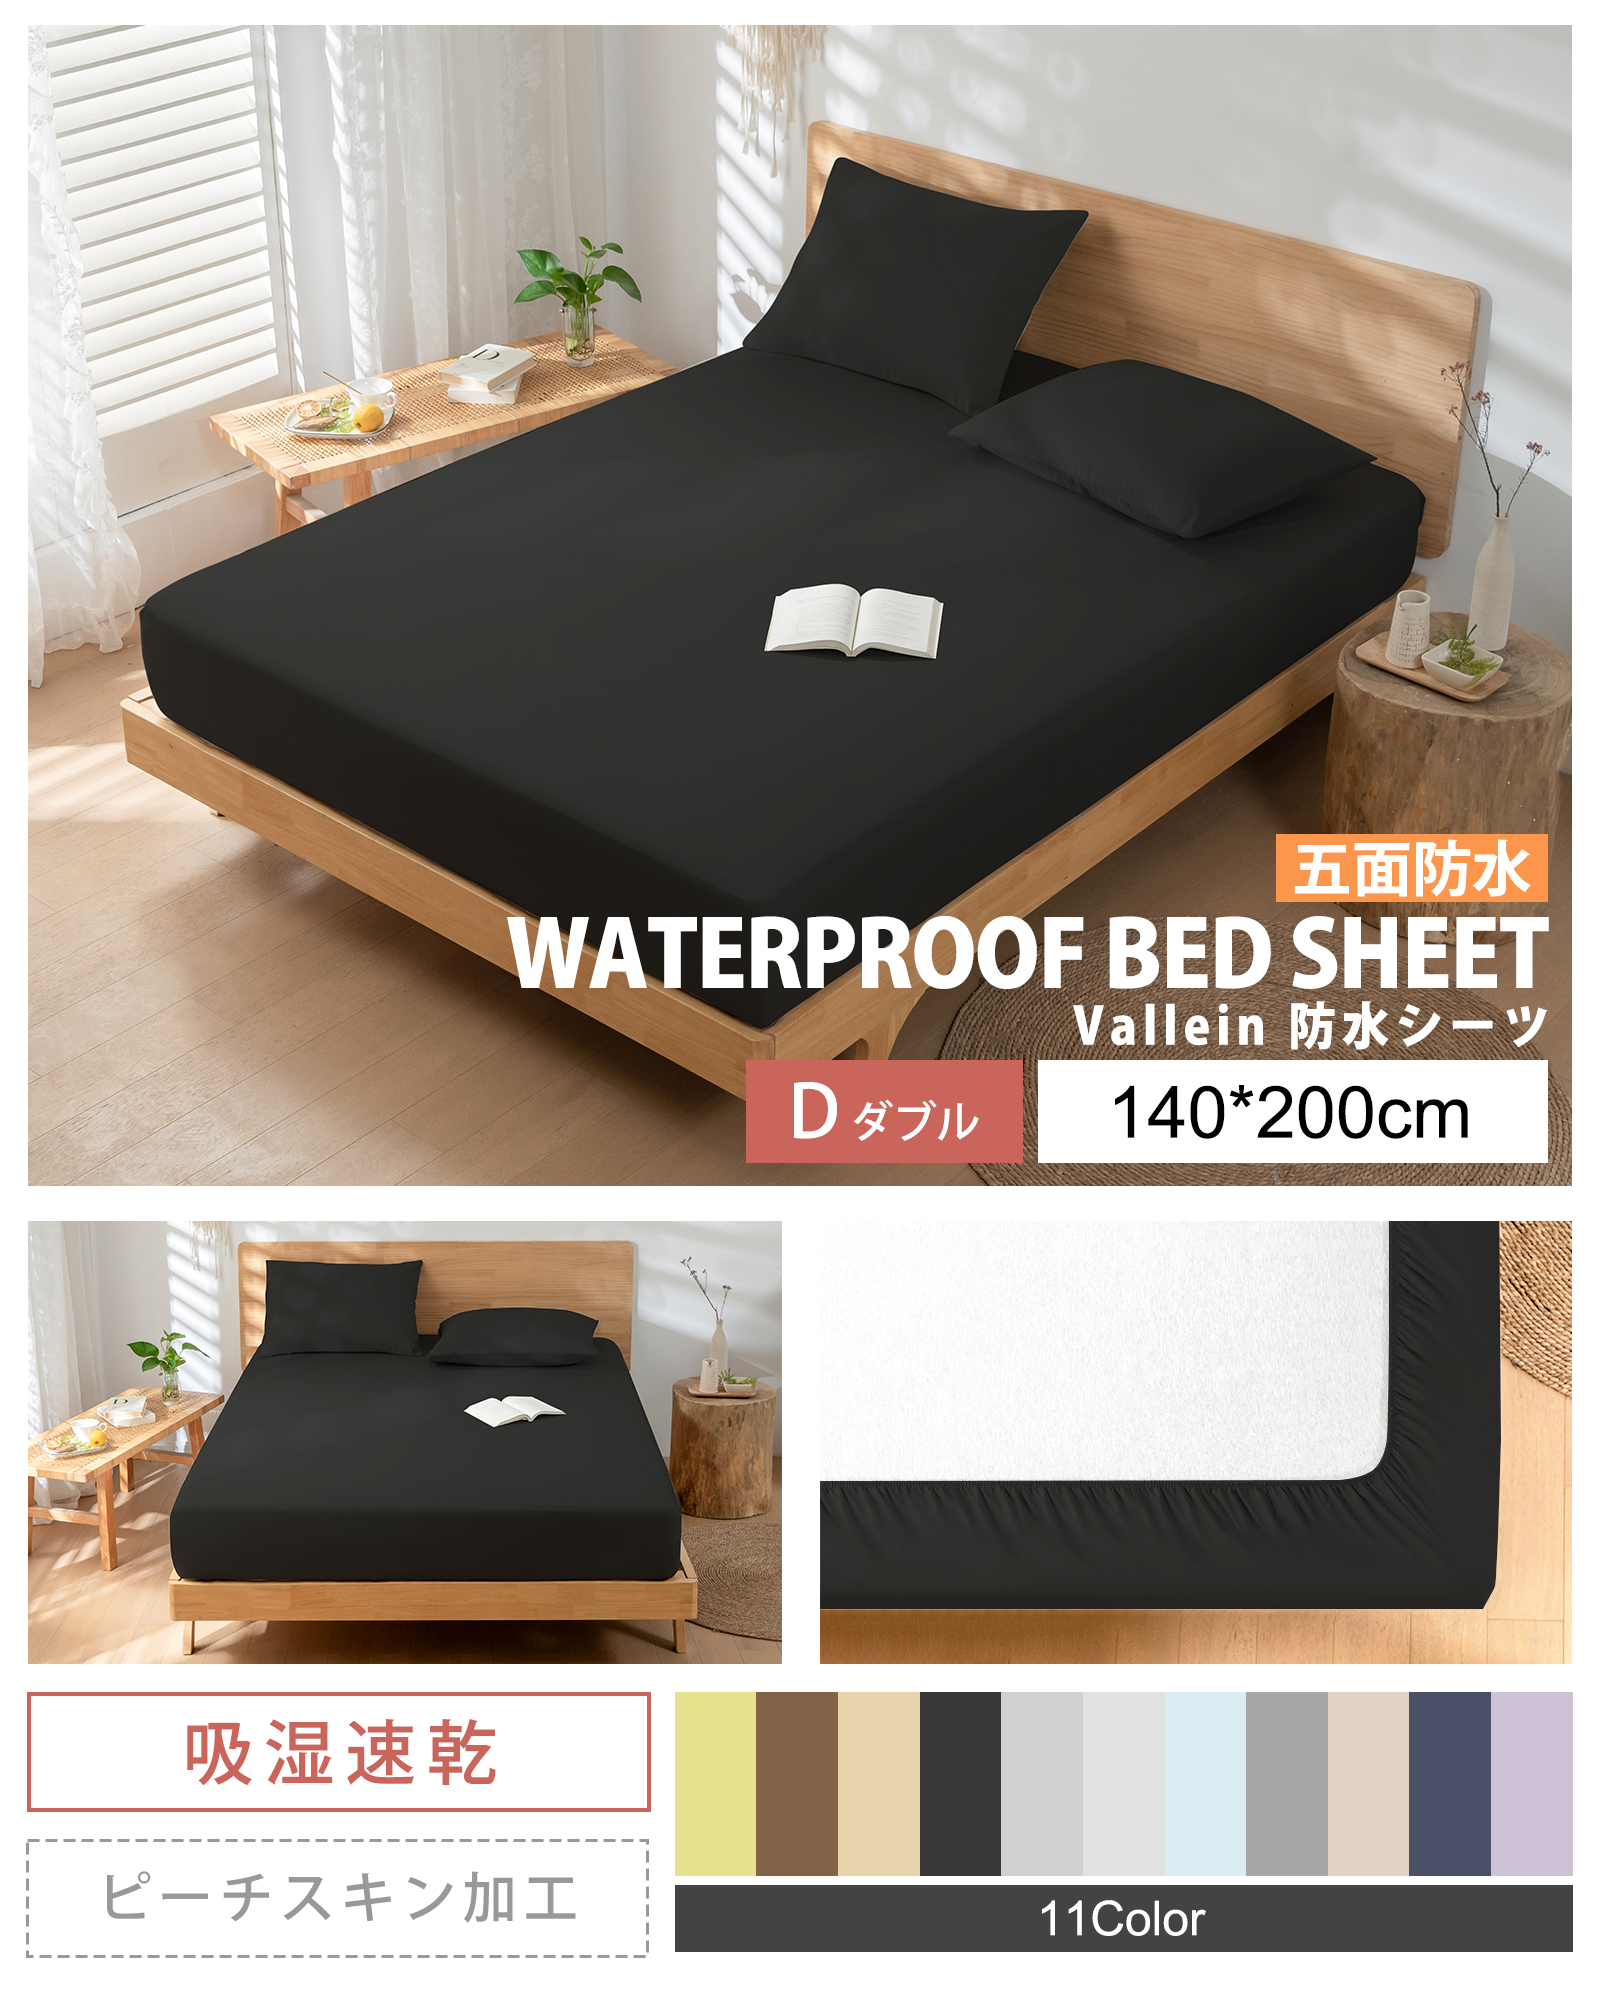 五面防水
WATERPROOF BED SHEET
Vallein 防水シーツ
D ダブル
140*200cm
吸湿速乾
ピーチスキン加工
11Color